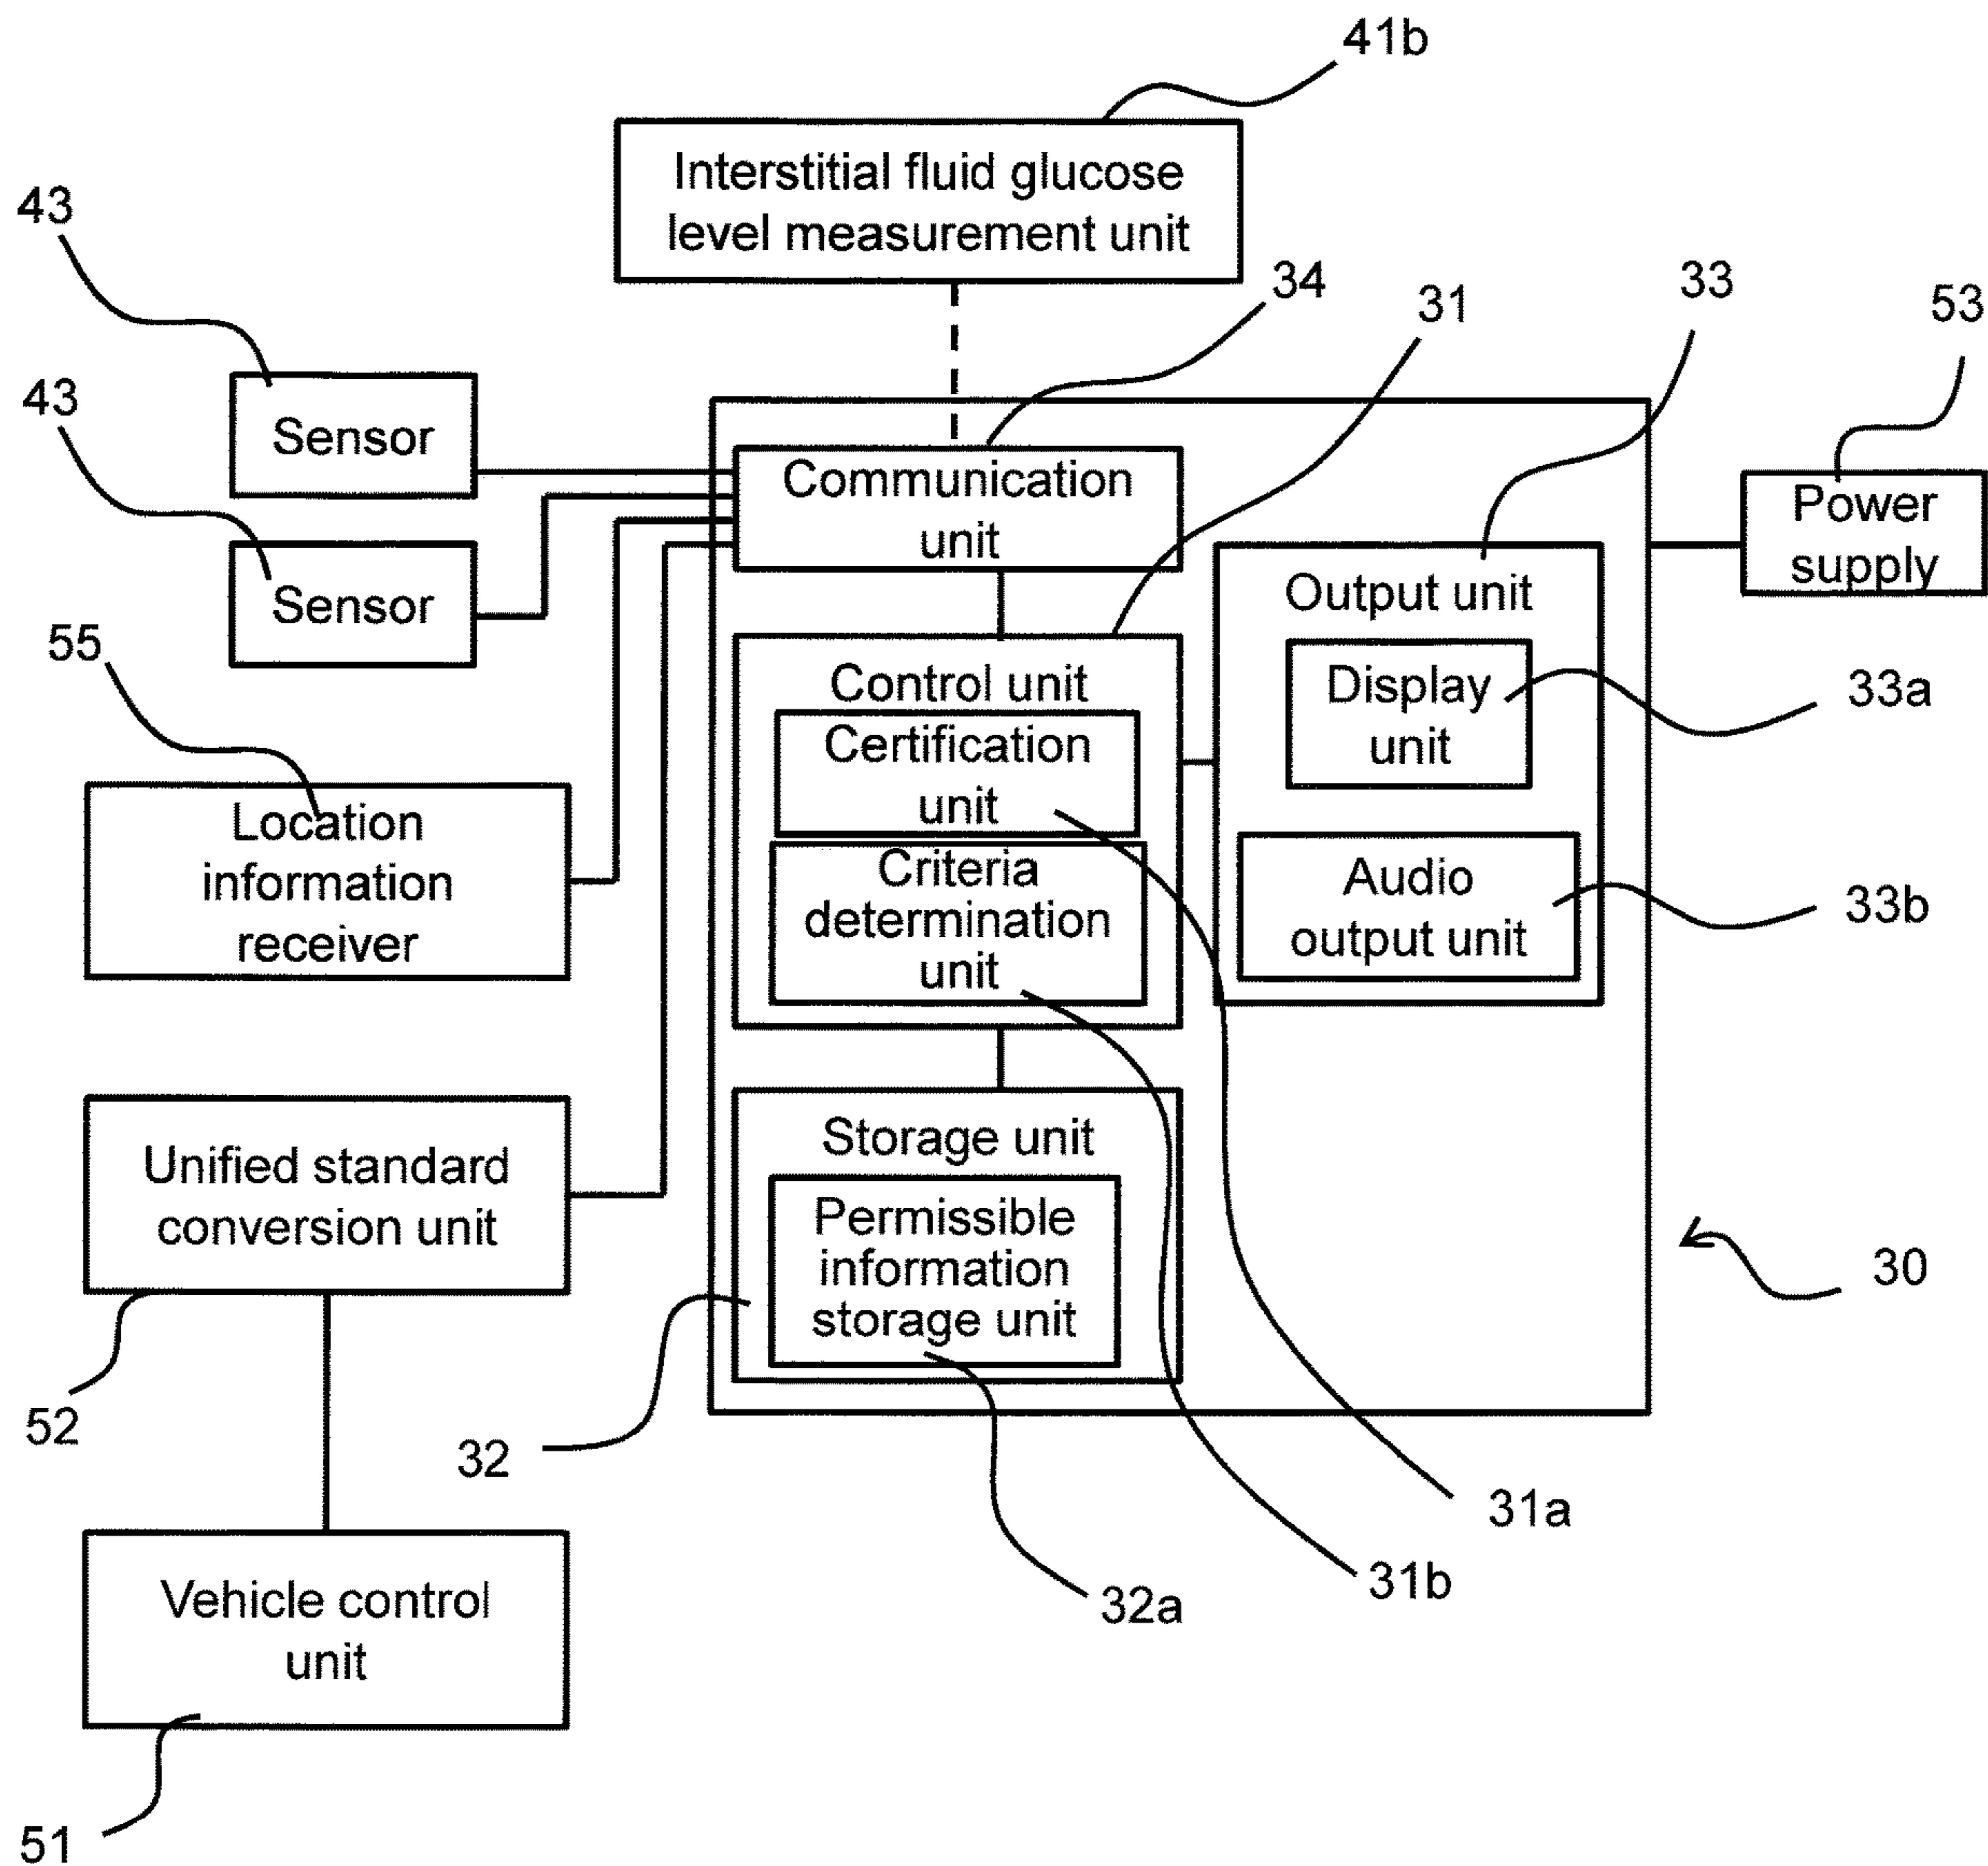 41b
Interstitial fluid glucose
level measurement unit
43
34
31
33
53
Sensor
43
Sensor
Communication
unit
Power
supply
Output unit
Display
unit
33a
Audio
output unit
33b
Control unit
Certification
unit
Criteria
determination
unit
55
Location
information
receiver
Storage unit
Permissible
information
storage unit
Unified standard
conversion unit
30
52
32
31a
31b
32a
Vehicle control
unit
51